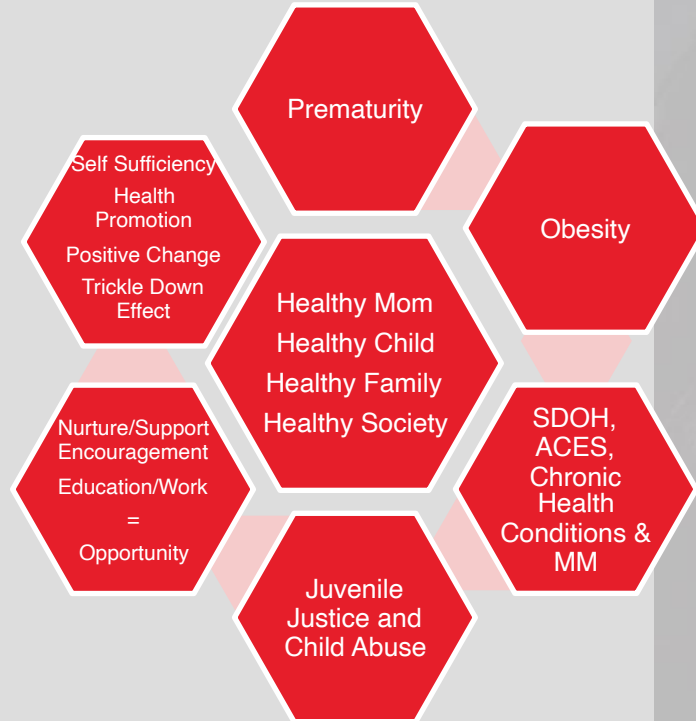 Prematurity
Obesity
SDOH,
ACES,
Chronic
Health
Conditions &
MM
Juvenile
Justice and
Child Abuse
Nurture/Support
Encouragement
Education/Work
=
Opportunity
Self Sufficiency
Health
Promotion
Positive Change
Trickle Down
Effect
Healthy Mom
Healthy Child
Healthy Family
Healthy Society